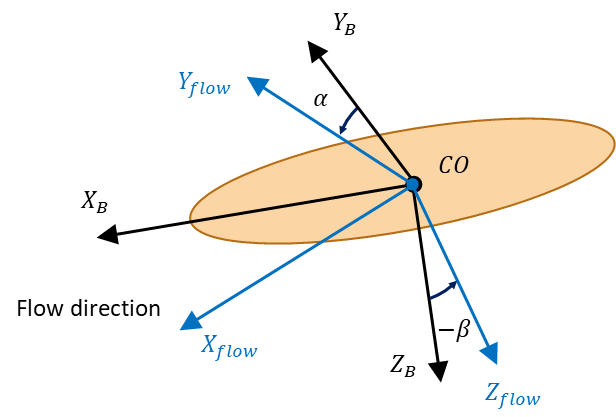 Y_B
Y_flow
α
CO
X_B
Flow direction
X_flow
−β
Z_B
Z_flow